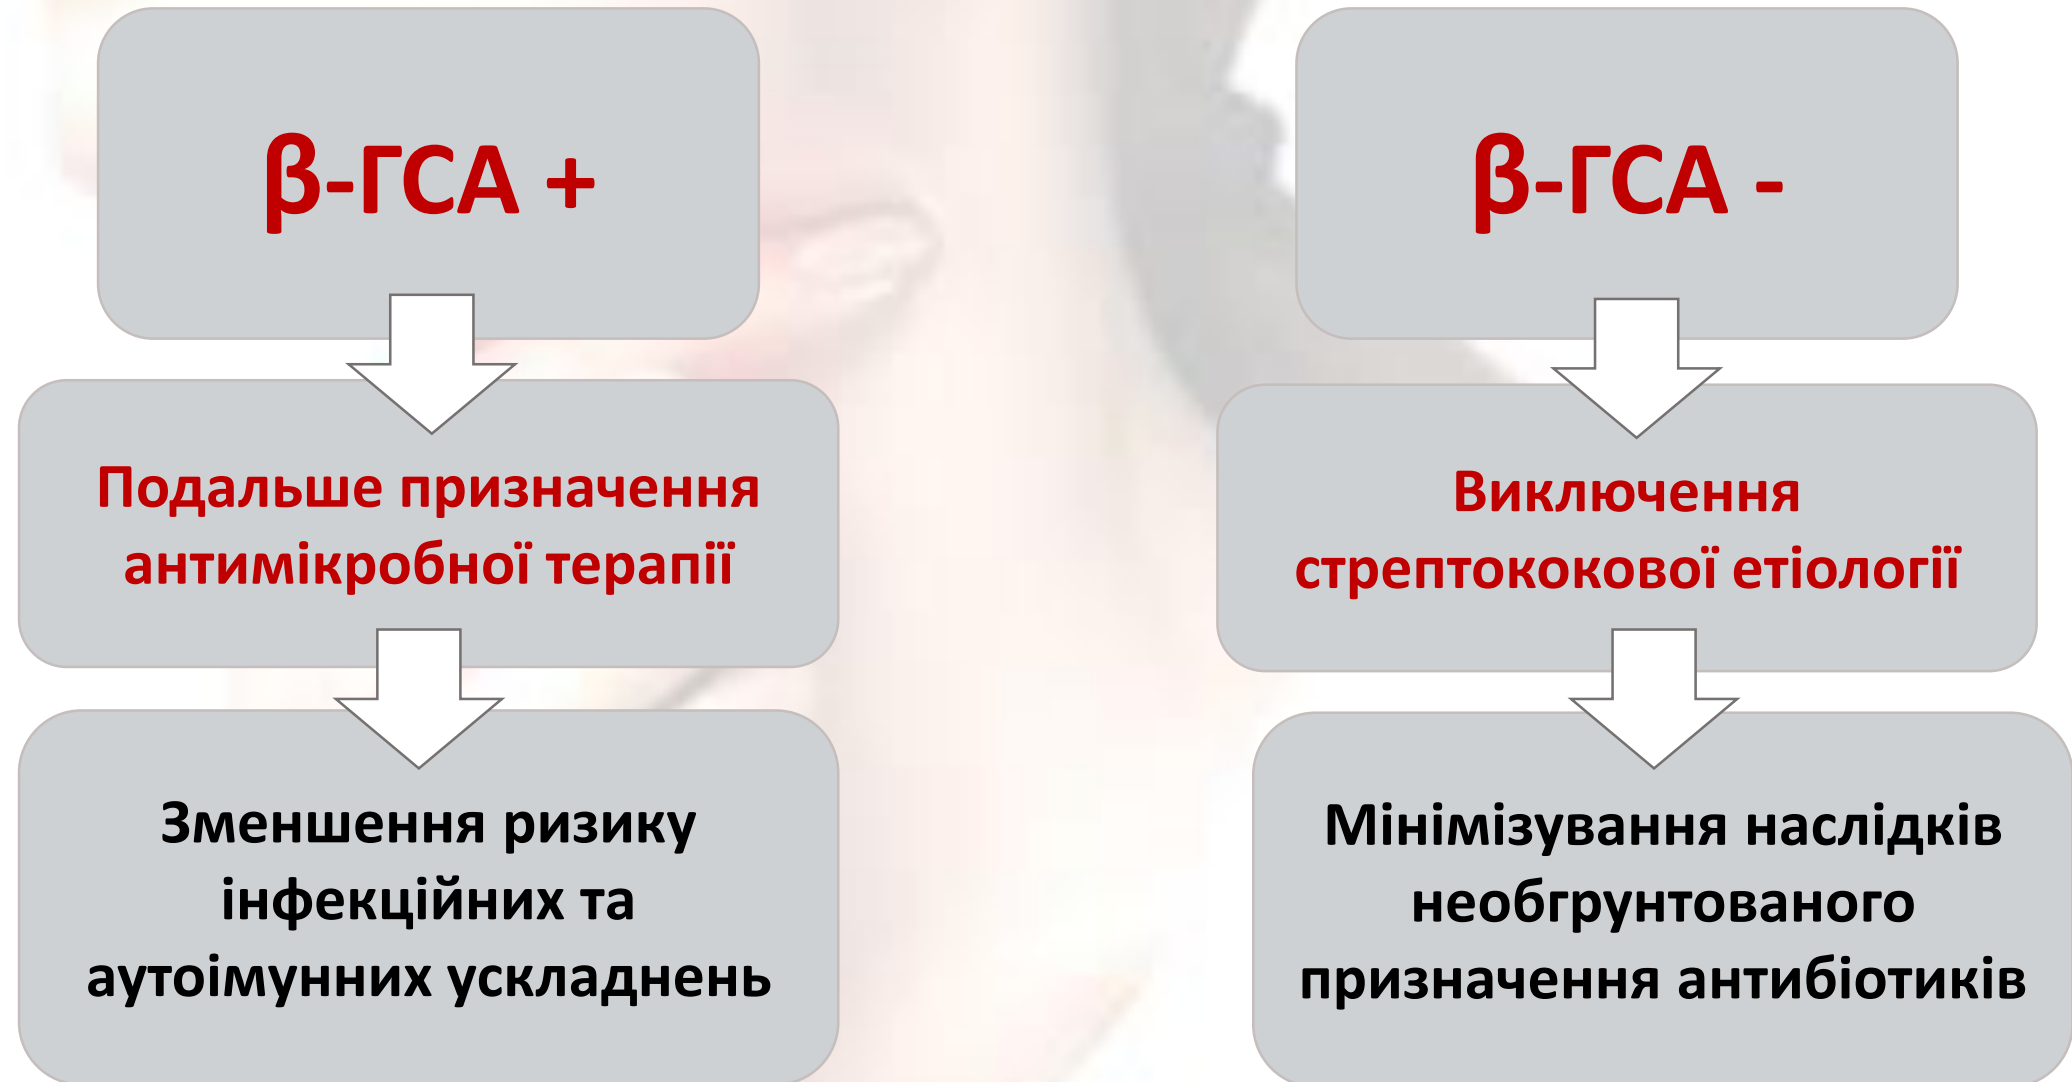 β-ГСА +
Подальше призначення
антимікробної терапії
Зменшення ризику
інфекційних та
аутоімунних ускладнень
β-ГСА -
Виключення
стрептококової етіології
Мінімізування наслідків
необгрунтованого
призначення антибіотиків